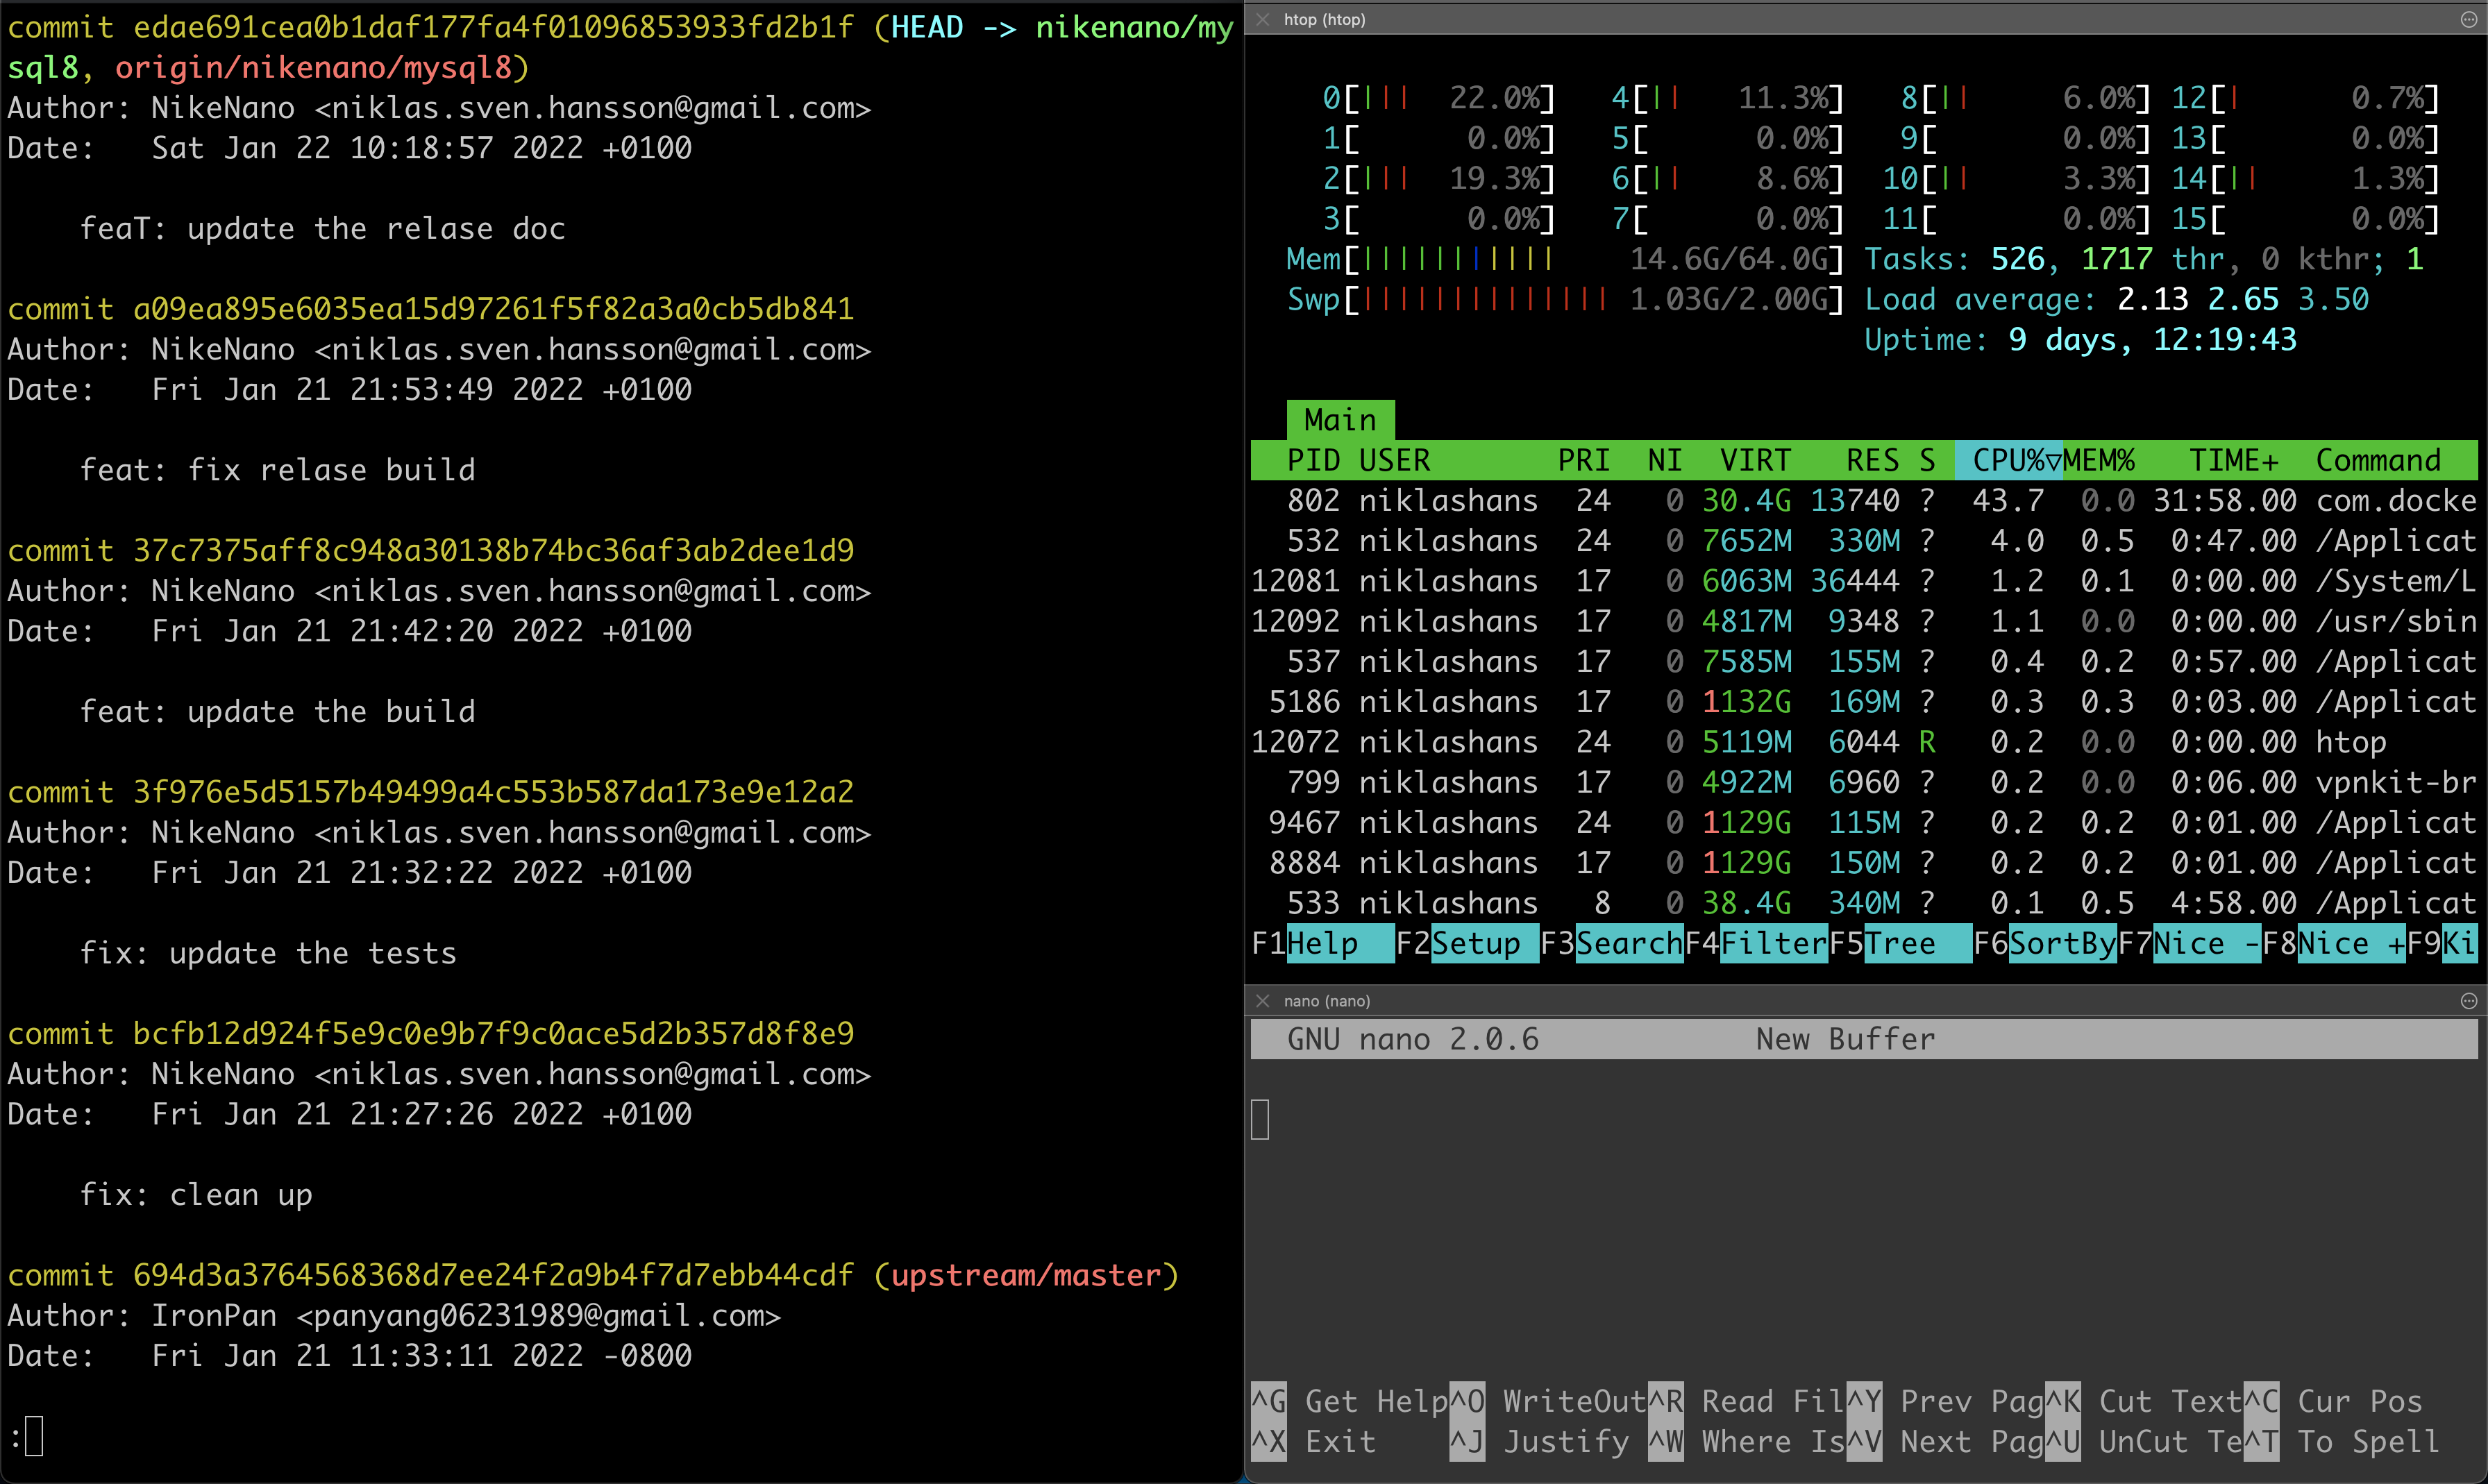 commit edae691cea0b1daf177fa4f01096853933fd2b1f (HEAD -> nikenano/my
sql8, origin/nikenano/mysql8)
Author: NikeNano <niklas.sven.hansson@gmail.com>
Date:   Sat Jan 22 10:18:57 2022 +0100
    feaT: update the relase doc
commit a09ea895e6035ea15d97261f5f82a3a0cb5db841
Author: NikeNano <niklas.sven.hansson@gmail.com>
Date:   Fri Jan 21 21:53:49 2022 +0100
    feat: fix relase build
commit 37c7375aff8c948a30138b74bc36af3ab2dee1d9
Author: NikeNano <niklas.sven.hansson@gmail.com>
Date:   Fri Jan 21 21:42:20 2022 +0100
    feat: update the build
commit 3f976e5d5157b49499a4c553b587da173e9e12a2
Author: NikeNano <niklas.sven.hansson@gmail.com>
Date:   Fri Jan 21 21:32:22 2022 +0100
    fix: update the tests
commit bcfb12d924f5e9c0e9b7f9c0ace5d2b357d8f8e9
Author: NikeNano <niklas.sven.hansson@gmail.com>
Date:   Fri Jan 21 21:27:26 2022 +0100
    fix: clean up
commit 694d3a3764568368d7ee24f2a9b4f7d7ebb44cdf (upstream/master)
Author: IronPan <panyang06231989@gmail.com>
Date:   Fri Jan 21 11:33:11 2022 -0800
:
htop (htop)
0[||| 22.0%] 4[|| 11.3%] 8[|| 6.0%] 12[| 0.7%]
1[ 0.0%] 5[ 0.0%] 9[ 0.0%] 13[ 0.0%]
2[||| 19.3%] 6[|| 8.6%] 10[|| 3.3%] 14[|| 1.3%]
3[ 0.0%] 7[ 0.0%] 11[ 0.0%] 15[ 0.0%]
Mem[||||||||||| 14.6G/64.0G] Tasks: 526, 1717 thr, 0 kthr; 1
Swp[|||||||||||||| 1.03G/2.00G] Load average: 2.13 2.65 3.50
Uptime: 9 days, 12:19:43
Main
PID USER PRI NI VIRT RES S CPU%▽MEM% TIME+ Command
802 niklashans 24 0 30.4G 13740 ? 43.7 0.0 31:58.00 com.docke
532 niklashans 24 0 7652M 330M ? 4.0 0.5 0:47.00 /Applicat
12081 niklashans 17 0 6063M 36444 ? 1.2 0.1 0:00.00 /System/L
12092 niklashans 17 0 4817M 9348 ? 1.1 0.0 0:00.00 /usr/sbin
537 niklashans 17 0 7585M 155M ? 0.4 0.2 0:57.00 /Applicat
5186 niklashans 17 0 1132G 169M ? 0.3 0.3 0:03.00 /Applicat
12072 niklashans 24 0 5119M 6044 R 0.2 0.0 0:00.00 htop
799 niklashans 17 0 4922M 6960 ? 0.2 0.0 0:06.00 vpnkit-br
9467 niklashans 24 0 1129G 115M ? 0.2 0.2 0:01.00 /Applicat
8884 niklashans 17 0 1129G 150M ? 0.2 0.2 0:01.00 /Applicat
533 niklashans 8 0 38.4G 340M ? 0.1 0.5 4:58.00 /Applicat
F1Help F2Setup F3SearchF4FilterF5Tree F6SortByF7Nice -F8Nice +F9Ki
nano (nano)
GNU nano 2.0.6 New Buffer
^G Get Help^O WriteOut^R Read Fil^Y Prev Pag^K Cut Text^C Cur Pos
^X Exit ^J Justify ^W Where Is^V Next Pag^U UnCut Te^T To Spell